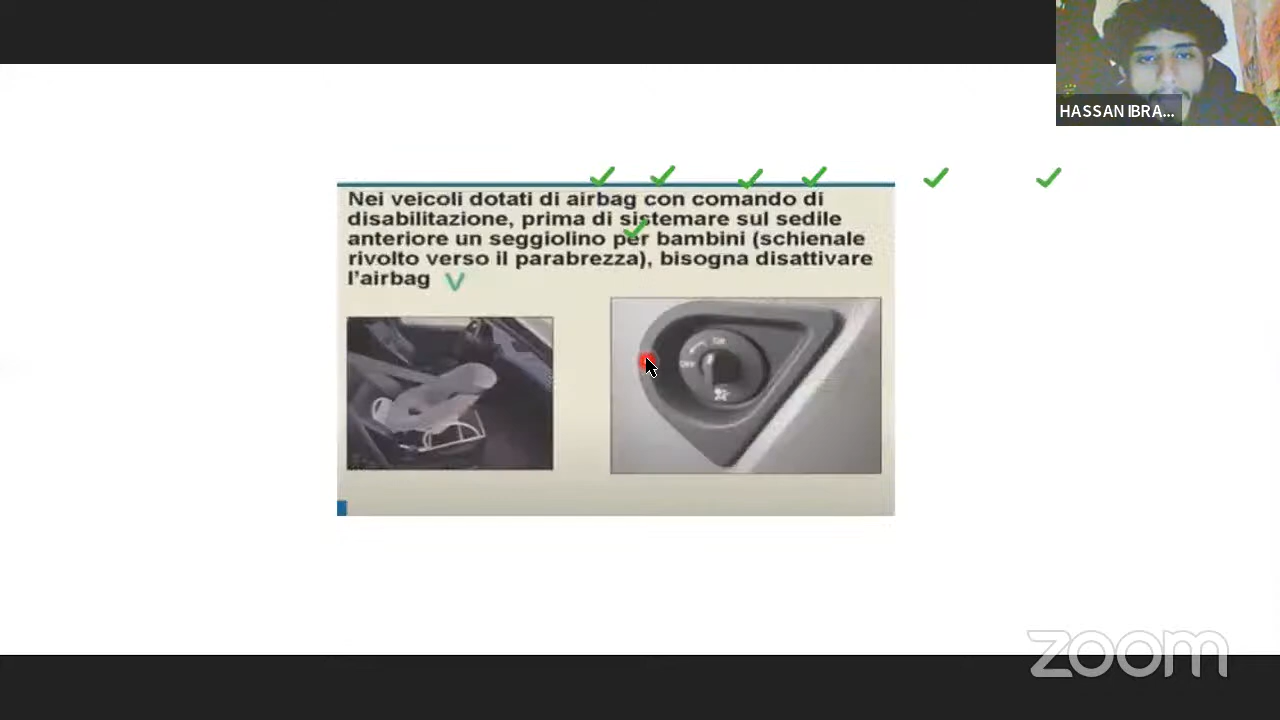 HASSAN IBRA...
Nei veicoli dotati di airbag con comando di
disabilitazione, prima di sistemare sul sedile
anteriore un seggiolino per bambini (schienale
rivolto verso il parabrezza), bisogna disattivare
l'airbag V
OFF
zoom